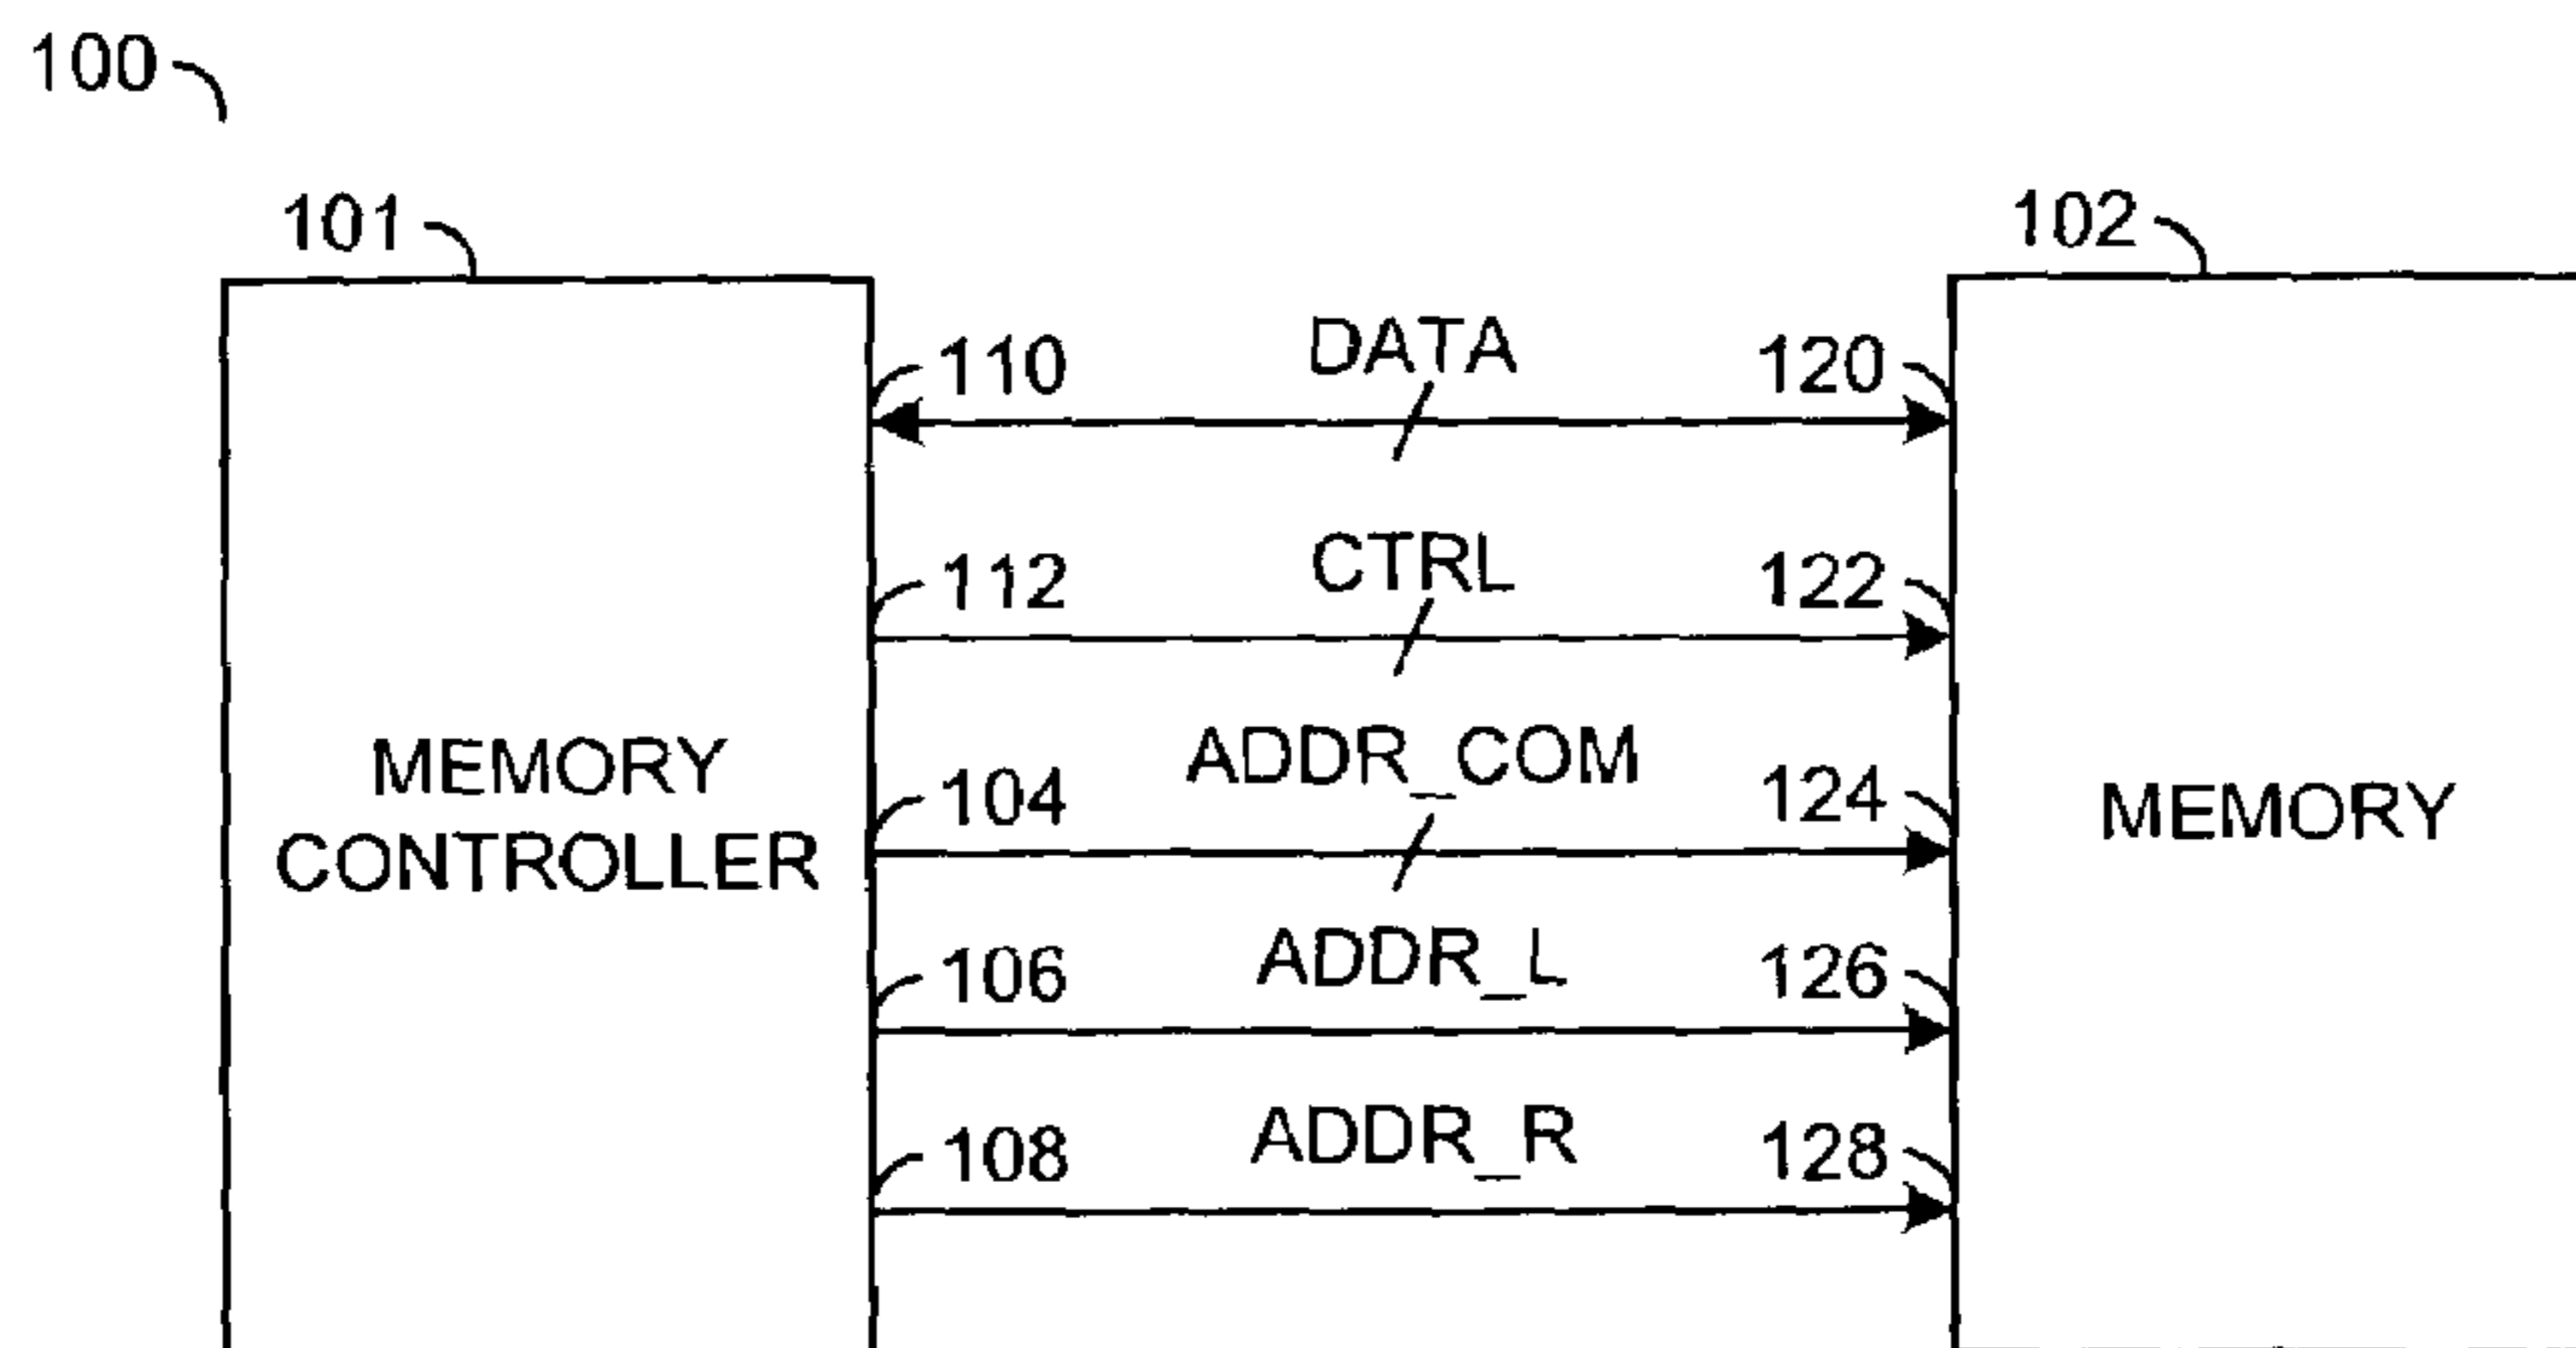 100
101
102
110 DATA 120
112 CTRL 122
104 ADDR_COM 124
106 ADDR_L 126
108 ADDR_R 128
MEMORY
CONTROLLER
MEMORY